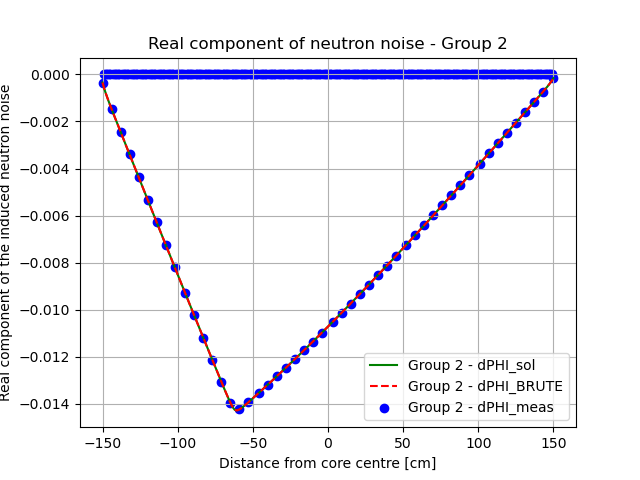 Real component of neutron noise - Group 2
Real component of the induced neutron noise
0.000
−0.002
−0.004
−0.006
−0.008
−0.010
−0.012
−0.014
Group 2 - dPHI_sol
Group 2 - dPHI_BRUTE
Group 2 - dPHI_meas
−150
−100
−50
0
50
100
150
Distance from core centre [cm]